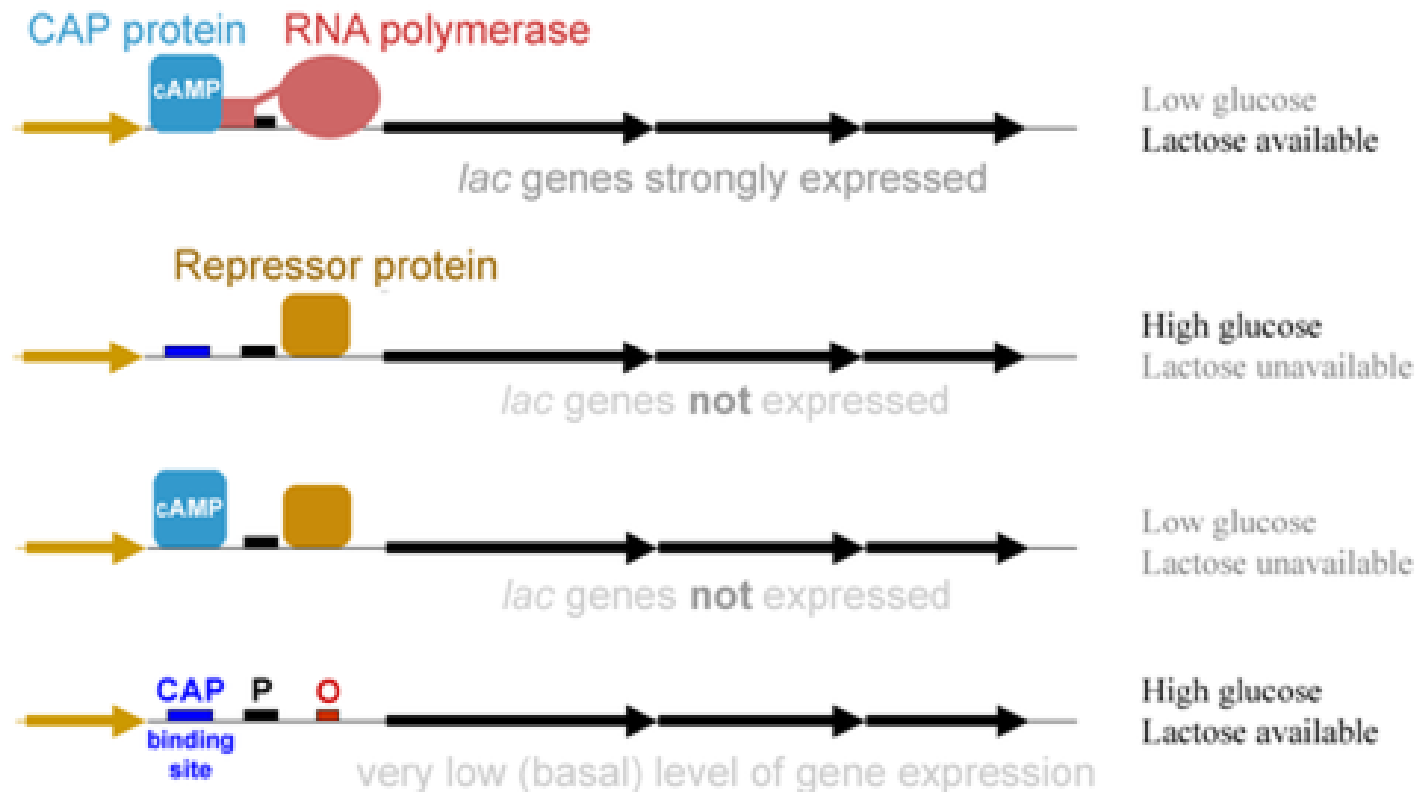 CAP protein RNA polymerase
cAMP
Low glucose
Lactose available
lac genes strongly expressed
Repressor protein
High glucose
Lactose unavailable
lac genes not expressed
cAMP
Low glucose
Lactose unavailable
lac genes not expressed
CAP P O
binding
site
High glucose
Lactose available
very low (basal) level of gene expression